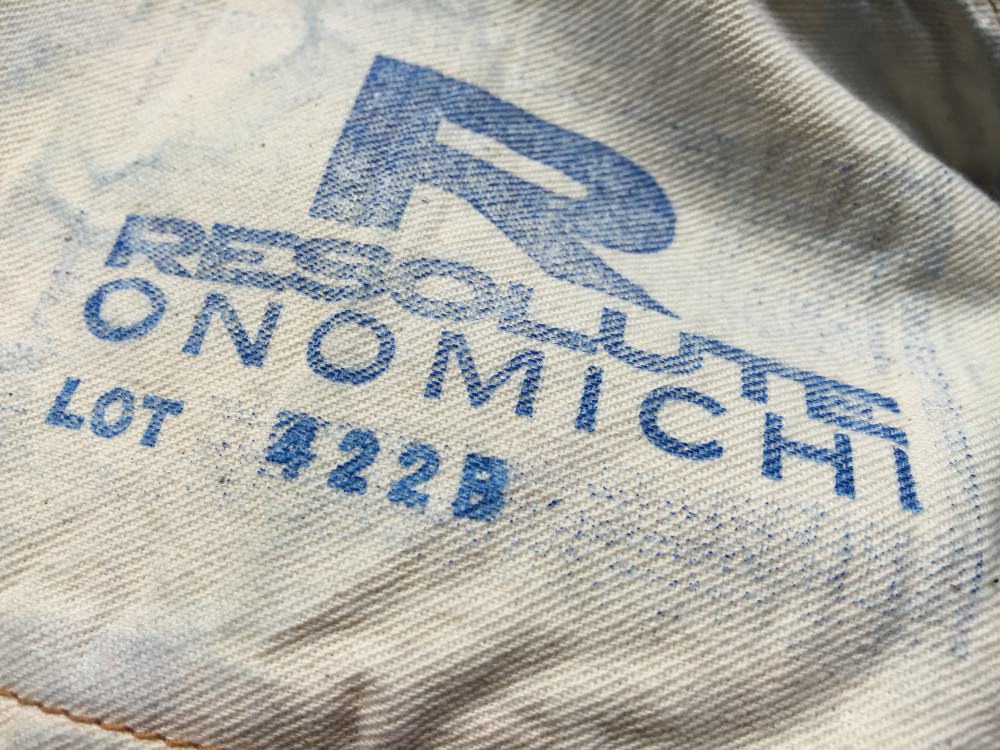 R
RESOLUTE
ONOMICHI
LOT 422B